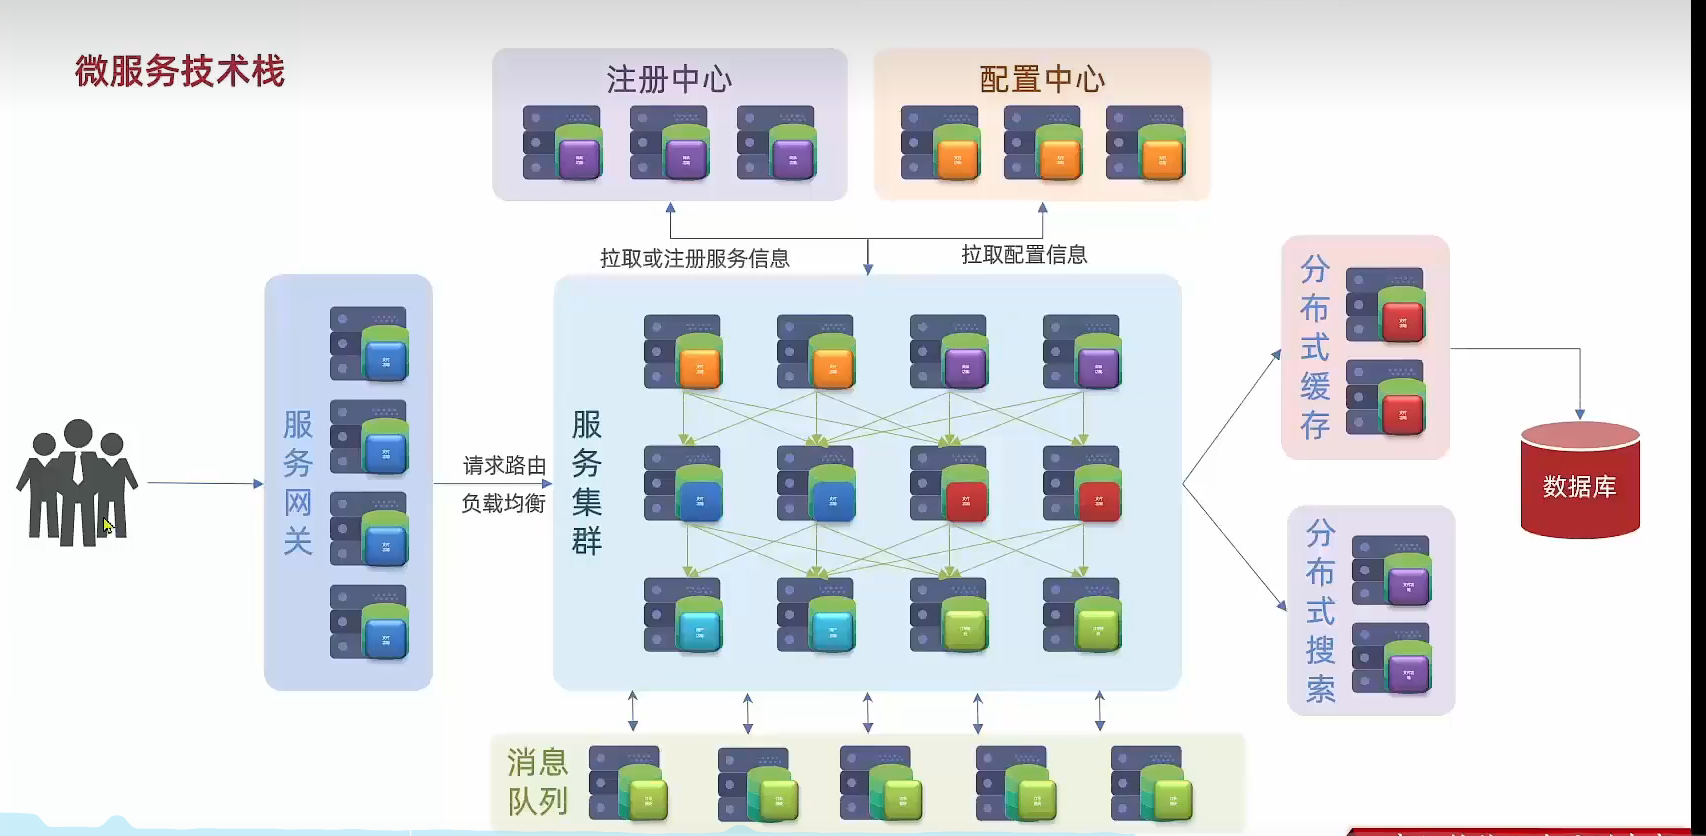 微服务技术栈
注册中心
配置中心
拉取或注册服务信息
拉取配置信息
服务网关
请求路由
负载均衡
服务集群
分布式缓存
数据库
分布式搜索
消息
队列